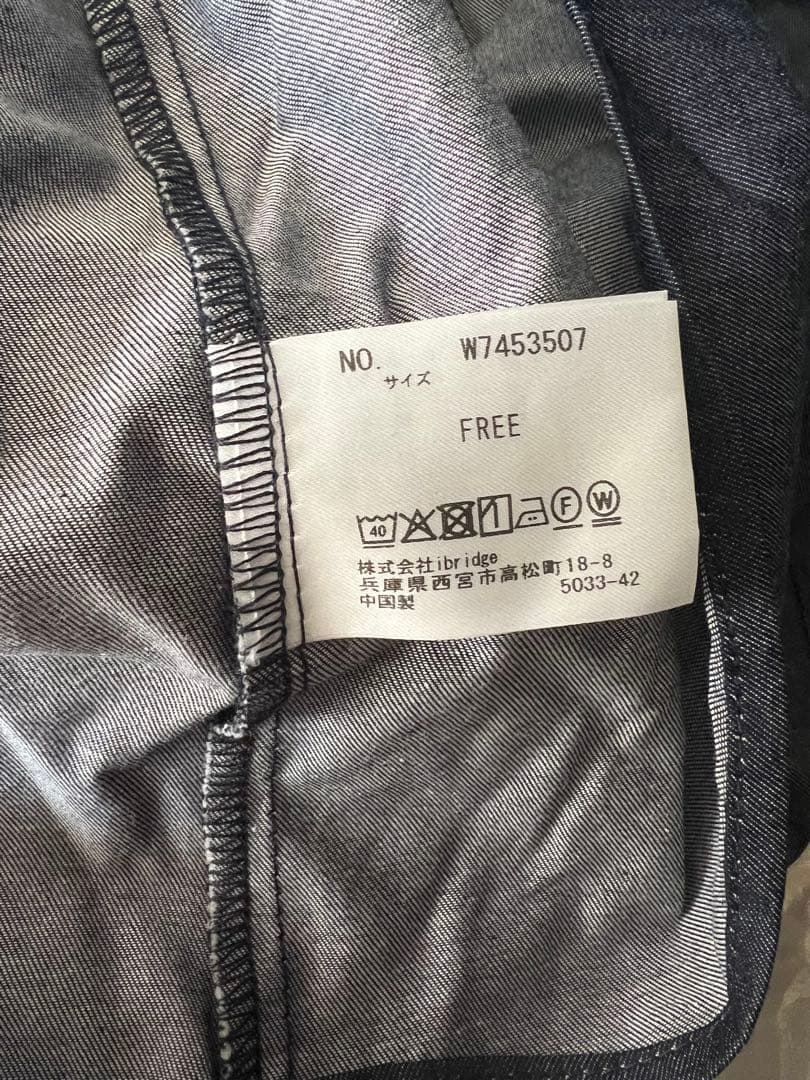 NO. W7453507
サイズ
FREE
40 F W
株式会社ibridge
兵庫県西宮市高松町18-8
5033-42
中国製